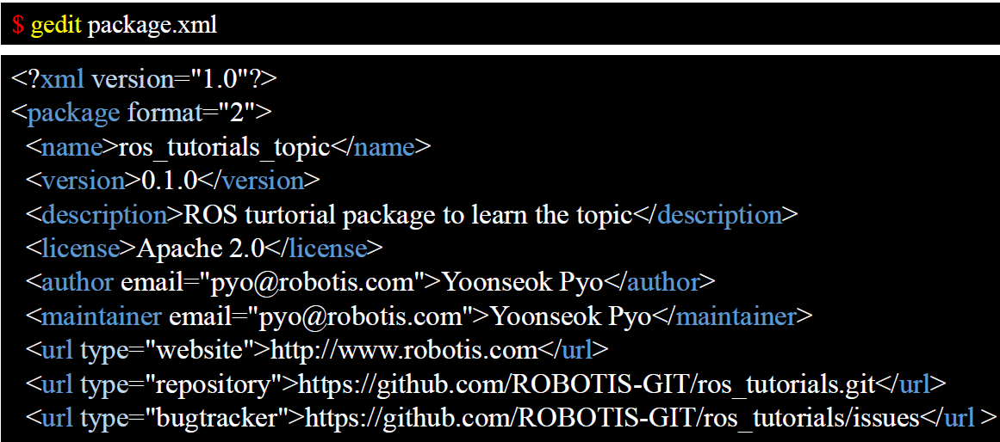 $ gedit package.xml
<?xml version="1.0"?>
<package format="2">
<name>ros_tutorials_topic</name>
<version>0.1.0</version>
<description>ROS turtorial package to learn the topic</description>
<license>Apache 2.0</license>
<author email="pyo@robotis.com">Yoonseok Pyo</author>
<maintainer email="pyo@robotis.com">Yoonseok Pyo</maintainer>
<url type="website">http://www.robotis.com</url>
<url type="repository">https://github.com/ROBOTIS-GIT/ros_tutorials.git</url>
<url type="bugtracker">https://github.com/ROBOTIS-GIT/ros_tutorials/issues</url >